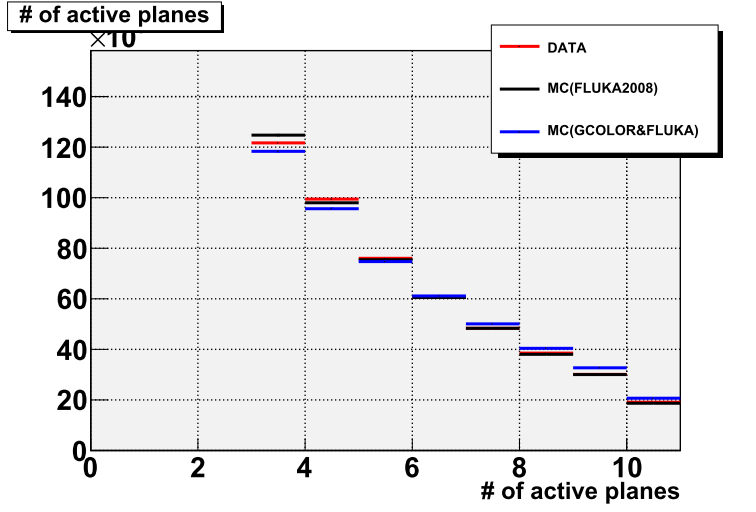 # of active planes
×10
DATA
MC(FLUKA2008)
MC(GCOLOR&FLUKA)
140
120
100
80
60
40
20
0
0 2 4 6 8 10
# of active planes